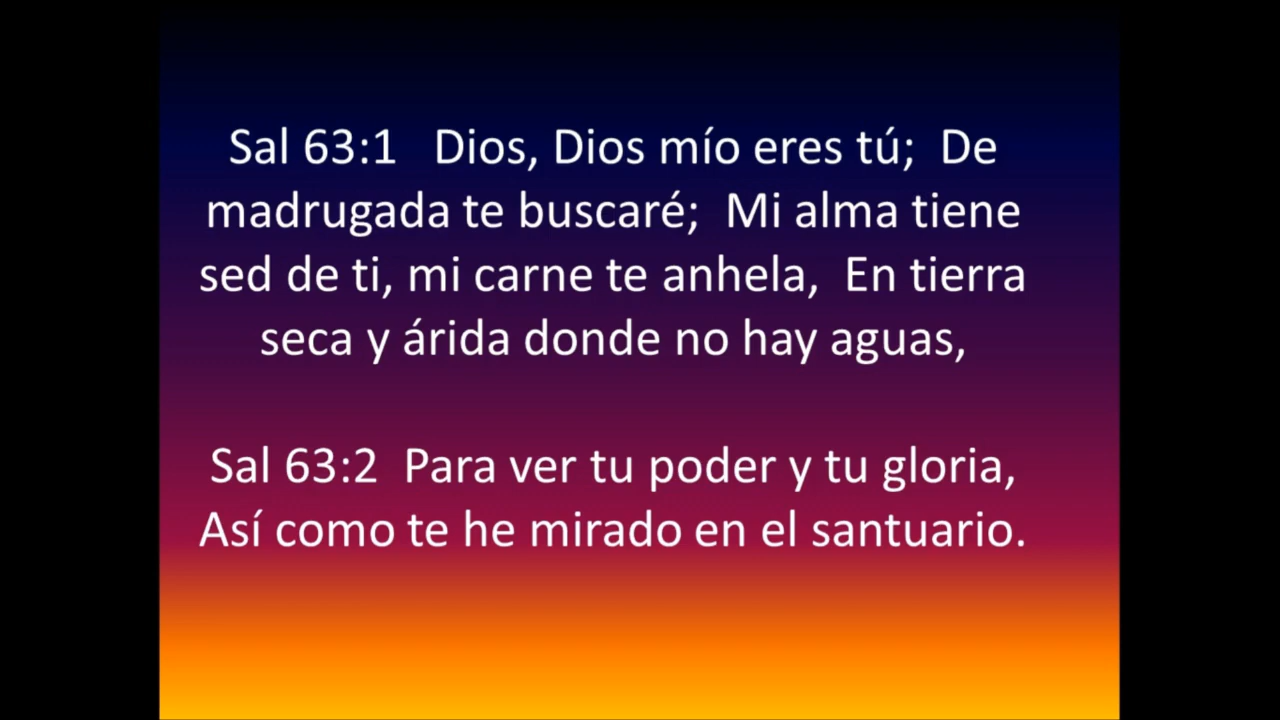 Sal 63:1 Dios, Dios mío eres tú; De
madrugada te buscaré; Mi alma tiene
sed de ti, mi carne te anhela, En tierra
seca y árida donde no hay aguas,
Sal 63:2 Para ver tu poder y tu gloria,
Así como te he mirado en el santuario.